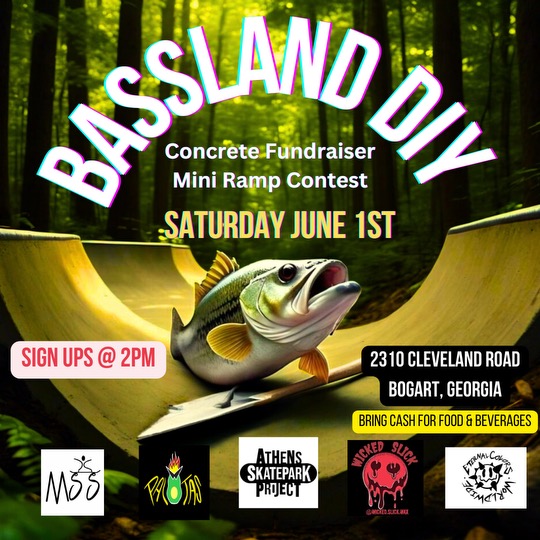 BASSLAND DIY
Concrete Fundraiser
Mini Ramp Contest
SATURDAY JUNE 1ST
SIGN UPS @ 2PM
2310 CLEVELAND ROAD
BOGART, GEORGIA
BRING CASH FOR FOOD & BEVERAGES
ATHENS
SKATEPARK
PROJECT
WICKED SLICK
WORLDWIDE